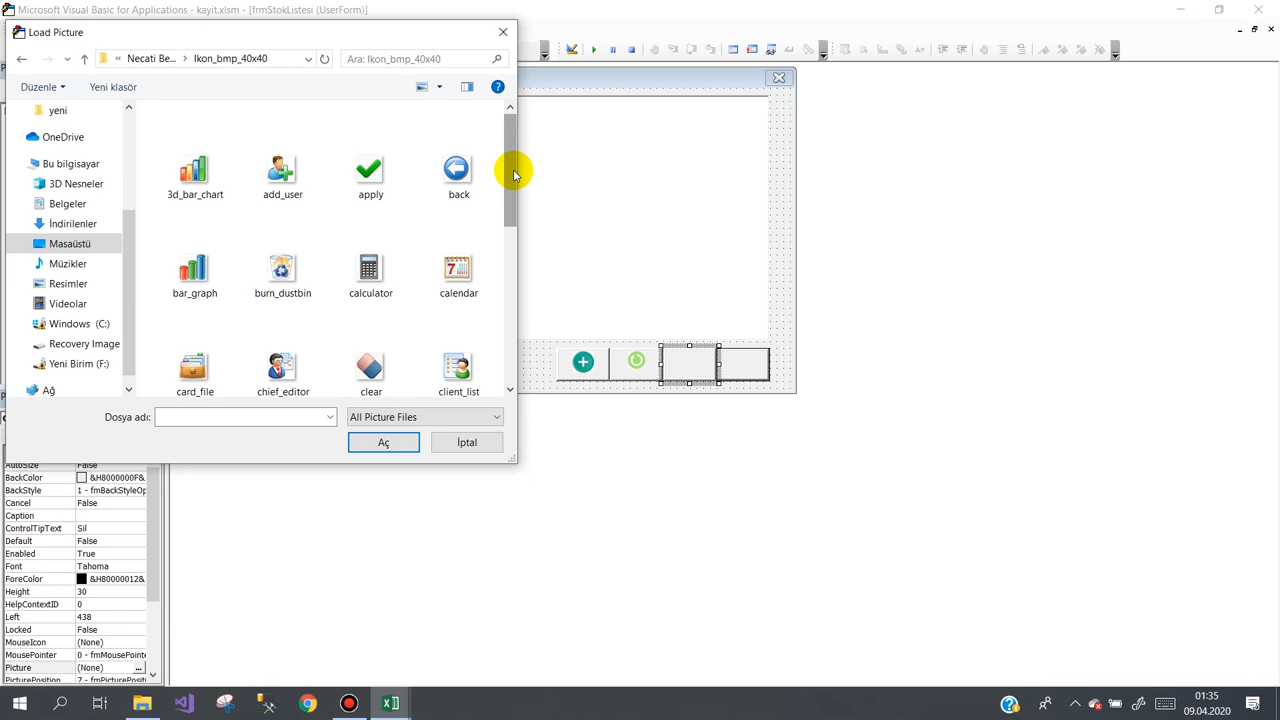 Microsoft Visual Basic for Applications - kayit.xlsm - [frmStokListesi (UserForm)]
Load Picture
Necati Be...
Ikon_bmp_40x40
Ara: Ikon_bmp_40x40
Düzenle
Yeni klasör
yeni
OneDrive
Bu bilgisayar
3D Nesneler
Belgeler
İndirilenler
Masaüstü
Müzikler
Resimler
Videolar
Windows (C:)
Recovery Image
Yeni Birim (F:)
Ağ
3d_bar_chart
add_user
apply
back
bar_graph
burn_dustbin
calculator
calendar
card_file
chief_editor
clear
client_list
Dosya adı:
All Picture Files
Aç
İptal
AutoSize False
BackColor &H8000000F&
BackStyle 1 - fmBackStyleOp
Cancel False
Caption
ControlTipText Sil
Default False
Enabled True
Font Tahoma
ForeColor &H80000012&
Height 30
HelpContextID 0
Left 438
Locked False
MouseIcon (None)
MousePointer 0 - fmMousePointe
Picture (None) ...
PicturePosition 7 - fmPicturePositi
01:35
09.04.2020